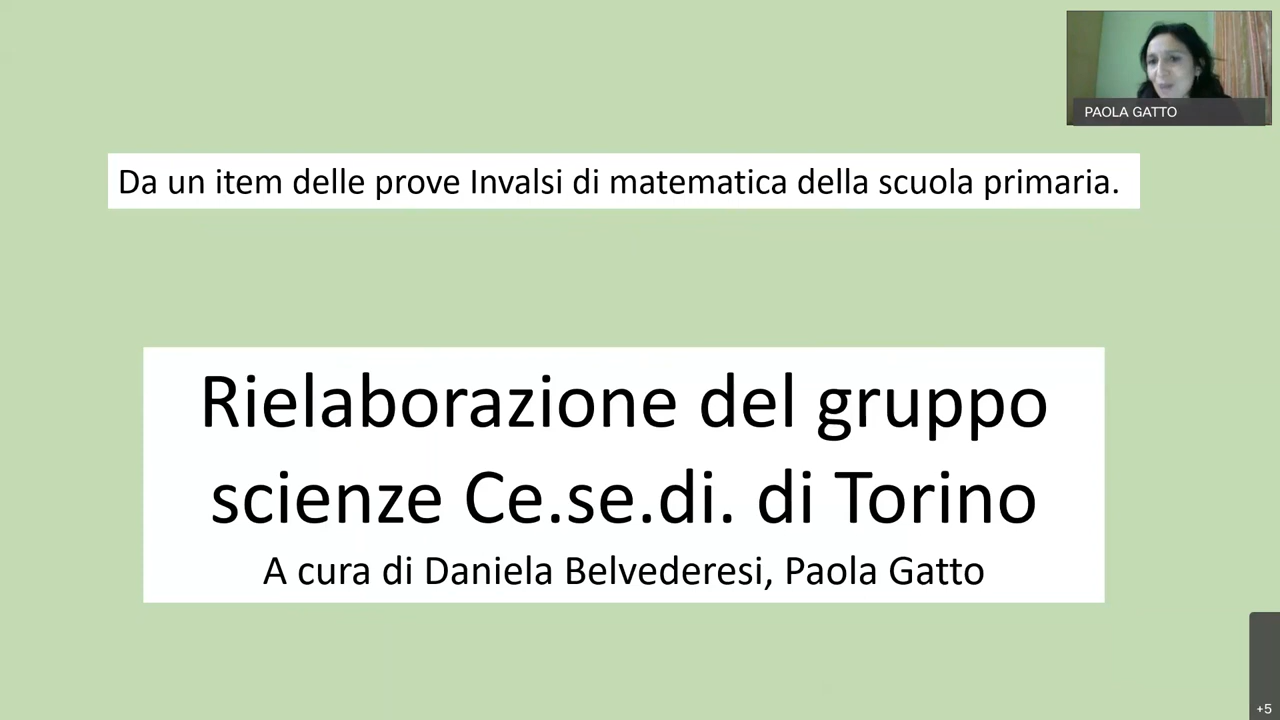 PAOLA GATTO
Da un item delle prove Invalsi di matematica della scuola primaria.
Rielaborazione del gruppo
scienze Ce.se.di. di Torino
A cura di Daniela Belvederesi, Paola Gatto
+5